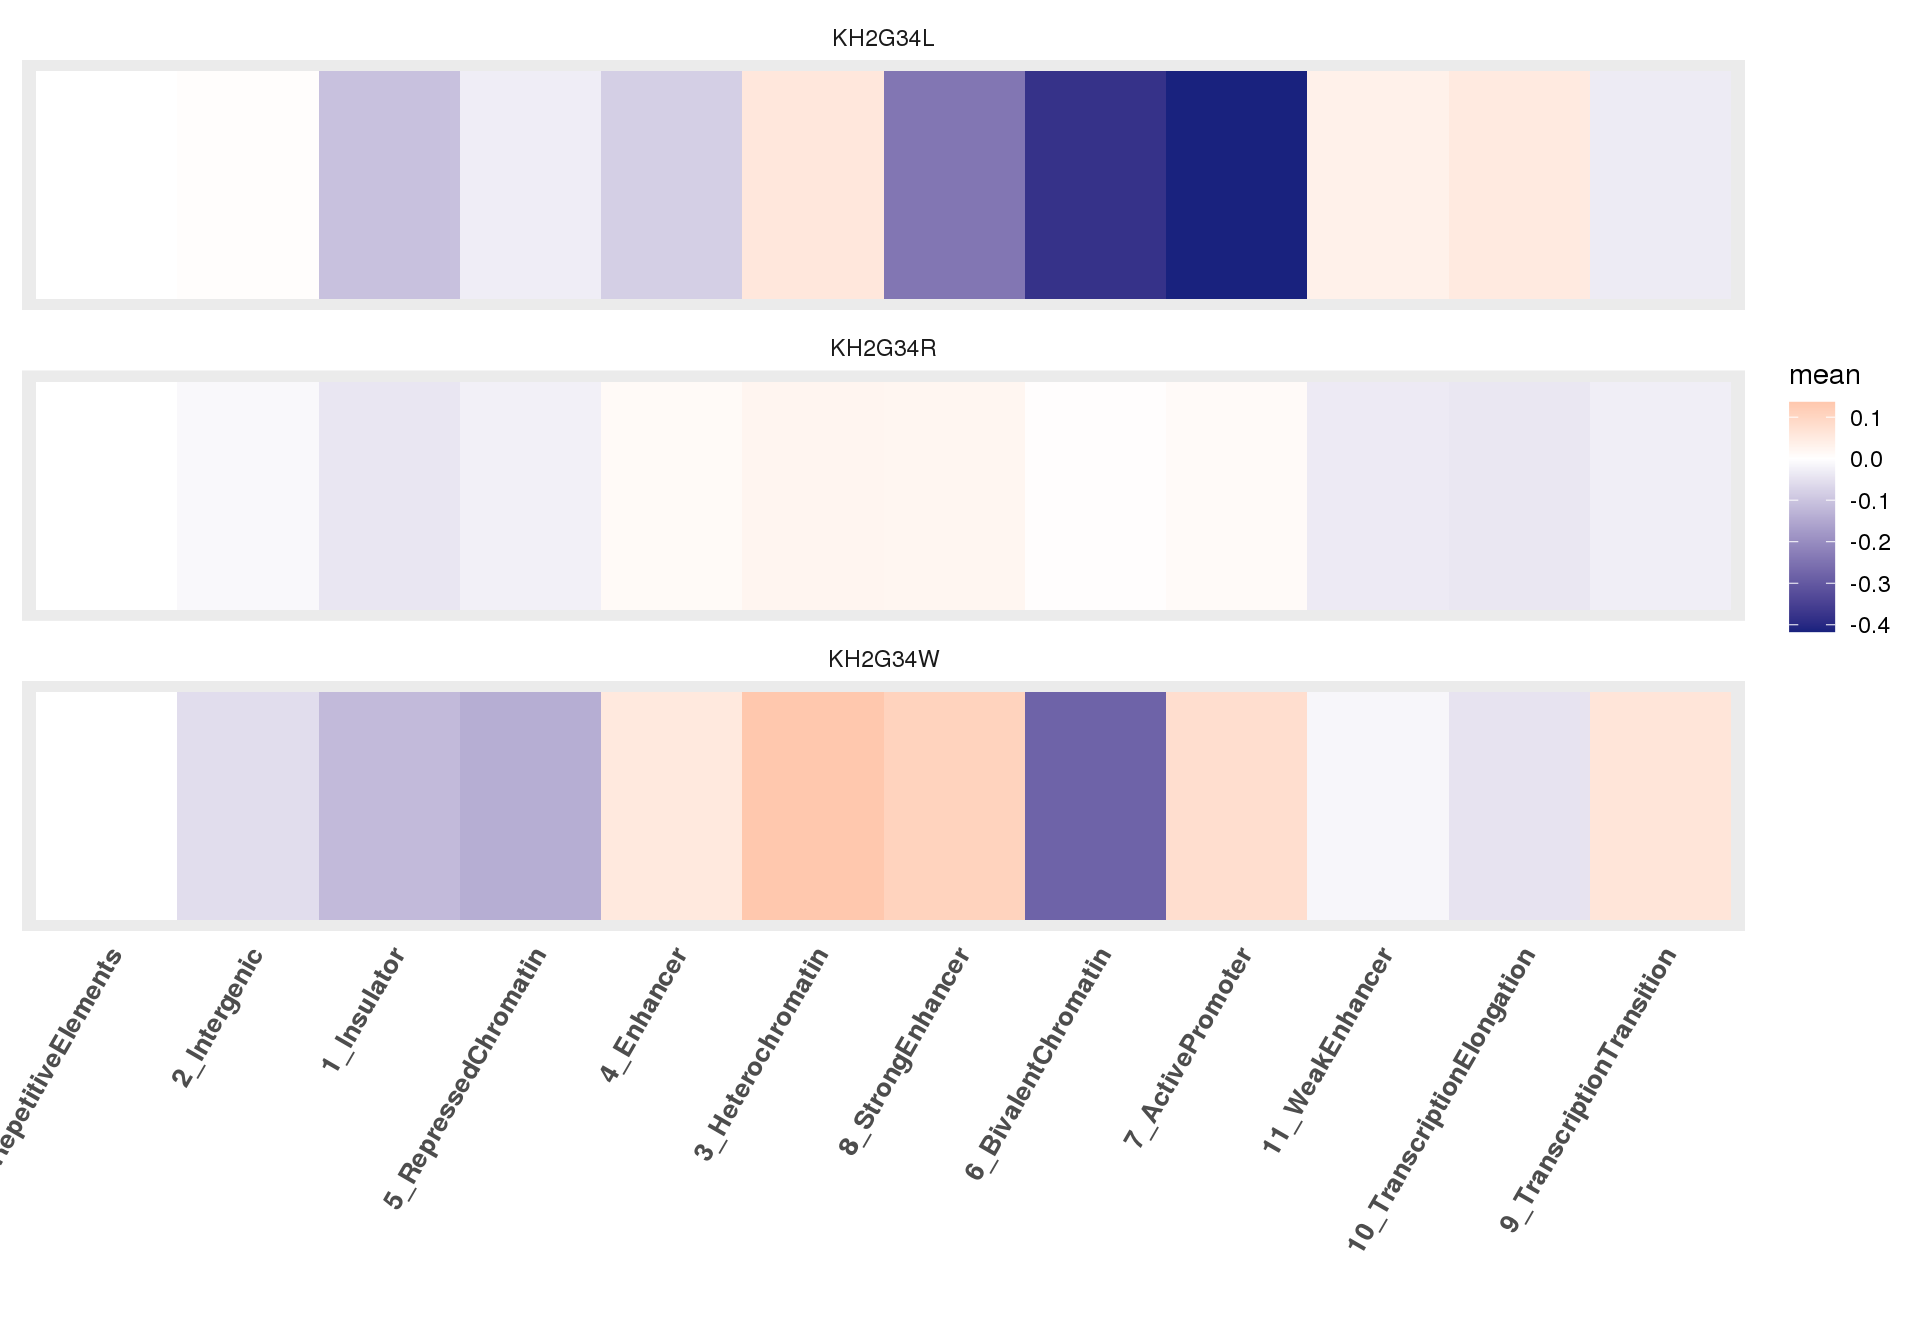 KH2G34L
KH2G34R
KH2G34W
mean
0.1
0.0
-0.1
-0.2
-0.3
-0.4
RepetitiveElements
2_Intergenic
1_Insulator
5_RepressedChromatin
4_Enhancer
3_Heterochromatin
8_StrongEnhancer
6_BivalentChromatin
7_ActivePromoter
11_WeakEnhancer
10_TranscriptionElongation
9_TranscriptionTransition